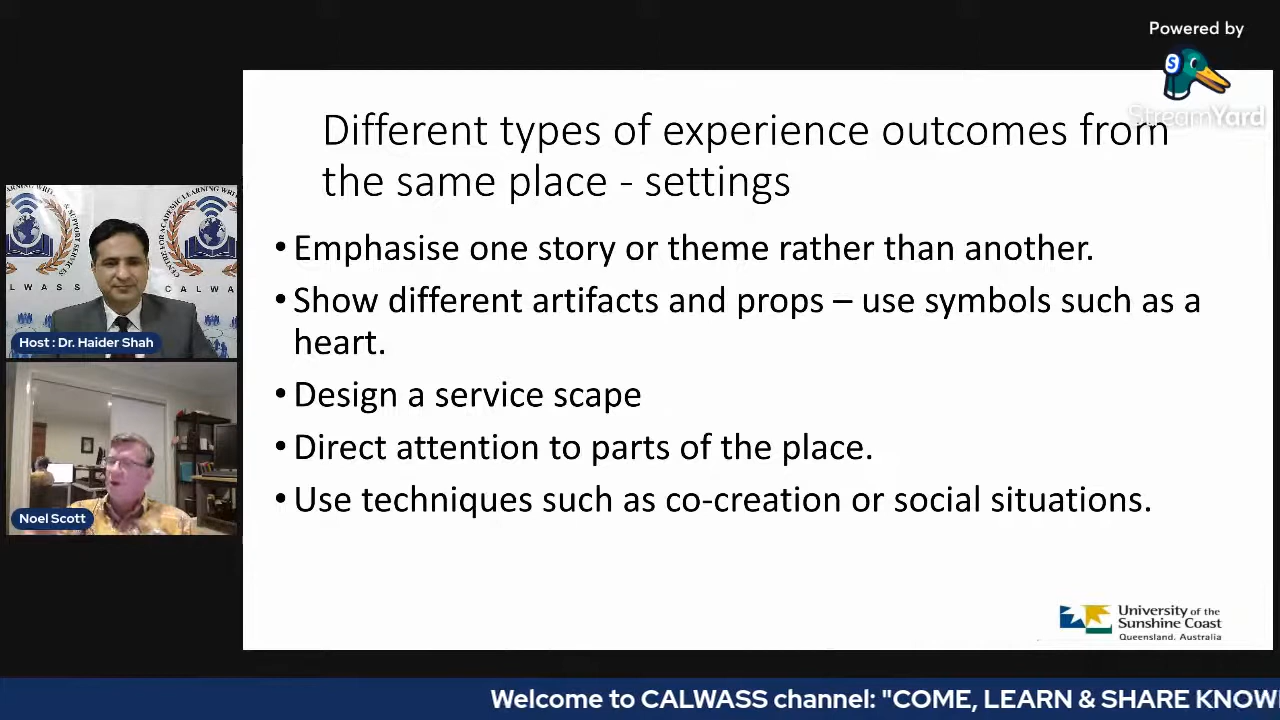 Powered by
StreamYard
Different types of experience outcomes from
the same place - settings
• Emphasise one story or theme rather than another.
• Show different artifacts and props – use symbols such as a
heart.
• Design a service scape
• Direct attention to parts of the place.
• Use techniques such as co-creation or social situations.
CALWASS
Host : Dr. Haider Shah
Noel Scott
University of the
Sunshine Coast
Queensland, Australia
Welcome to CALWASS channel: "COME, LEARN & SHARE KNOW